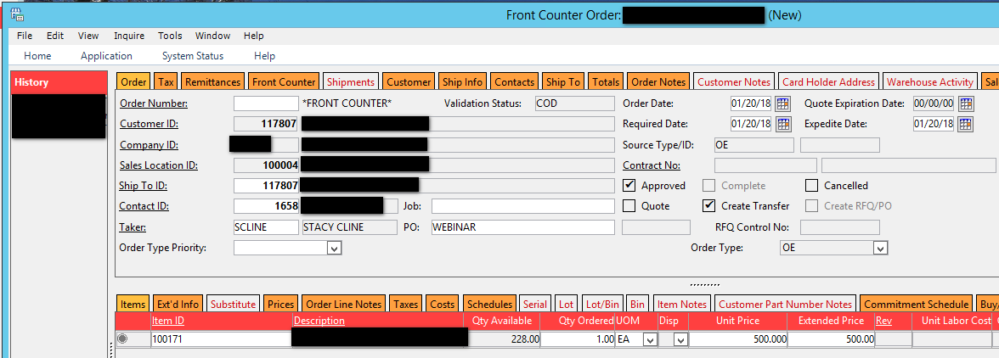 Front Counter Order: (New)
File Edit View Inquire Tools Window Help
Home Application System Status Help
History
Order Tax Remittances Front Counter Shipments Customer Ship Info Contacts Ship To Totals Order Notes Customer Notes Card Holder Address Warehouse Activity Sal
Order Number: *FRONT COUNTER* Validation Status: COD Order Date: 01/20/18 Quote Expiration Date: 00/00/00
Customer ID: 117807 Required Date: 01/20/18 Expedite Date: 01/20/18
Company ID: Source Type/ID: OE
Sales Location ID: 100004 Contract No:
Ship To ID: 117807 Approved Complete Cancelled
Contact ID: 1658 Job: Quote Create Transfer Create RFQ/PO
Taker: SCLINE STACY CLINE PO: WEBINAR RFQ Control No:
Order Type Priority: Order Type: OE
Items Ext'd Info Substitute Prices Order Line Notes Taxes Costs Schedules Serial Lot Lot/Bin Bin Item Notes Customer Part Number Notes Commitment Schedule Buy/
Item ID Description Qty Available Qty Ordered UOM Disp Unit Price Extended Price Rev Unit Labor Cost
100171 228.00 1.00 EA 500.000 500.00